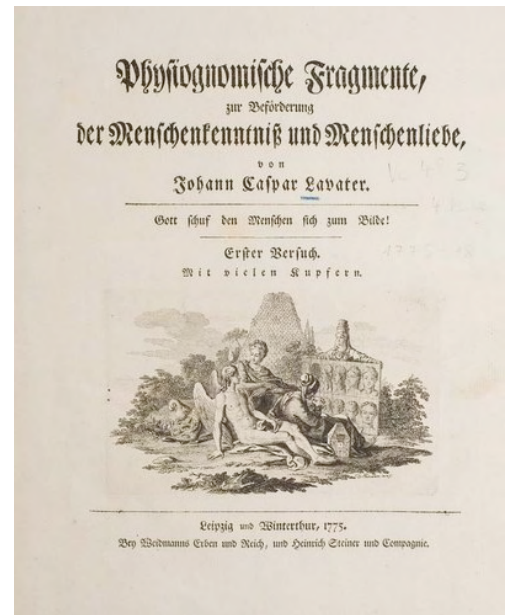 Physiognomische Fragmente,
zur Beförderung
der Menschenkenntniß und Menschenliebe,
von
Johann Caspar Lavater.
Gott schuf den Menschen sich zum Bilde!
Erster Versuch.
Mit vielen Kupfern.
Leipzig und Winterthur, 1775.
Bey Weidmanns Erben und Reich, und Heinrich Steiner und Compagnie.